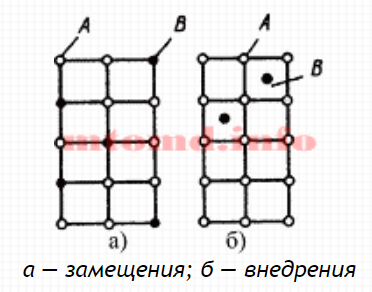 A B A
B
mtomd.info
а) б)
а – замещения; б – внедрения